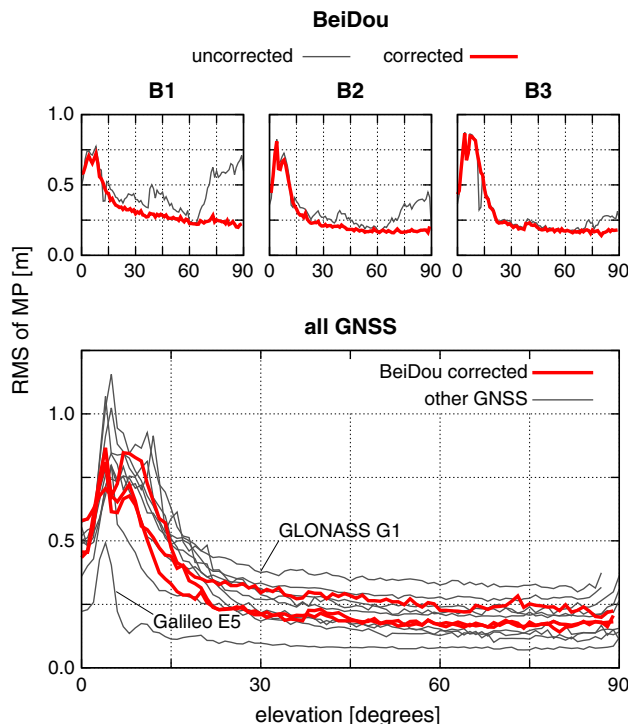 BeiDou
uncorrected corrected
B1 B2 B3
1.0
0.5
0.0
0 30 60 90 0 30 60 90 0 30 60 90
RMS of MP [m]
all GNSS
BeiDou corrected
other GNSS
1.0
GLONASS G1
0.5
Galileo E5
0.0
0 30 60 90
elevation [degrees]